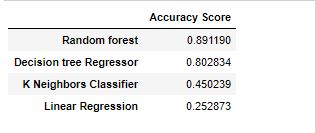 Accuracy Score
Random forest 0.891190
Decision tree Regressor 0.802834
K Neighbors Classifier 0.450239
Linear Regression 0.252873